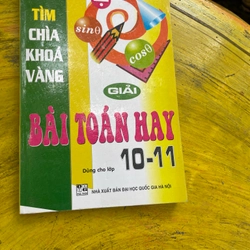 TÌM
CHÌA KHOÁ
VÀNG
sinα
cosα
GIẢI
BÀI TOÁN HAY
10-11
Dùng cho lớp
NHÀ XUẤT BẢN ĐẠI HỌC QUỐC GIA HÀ NỘI